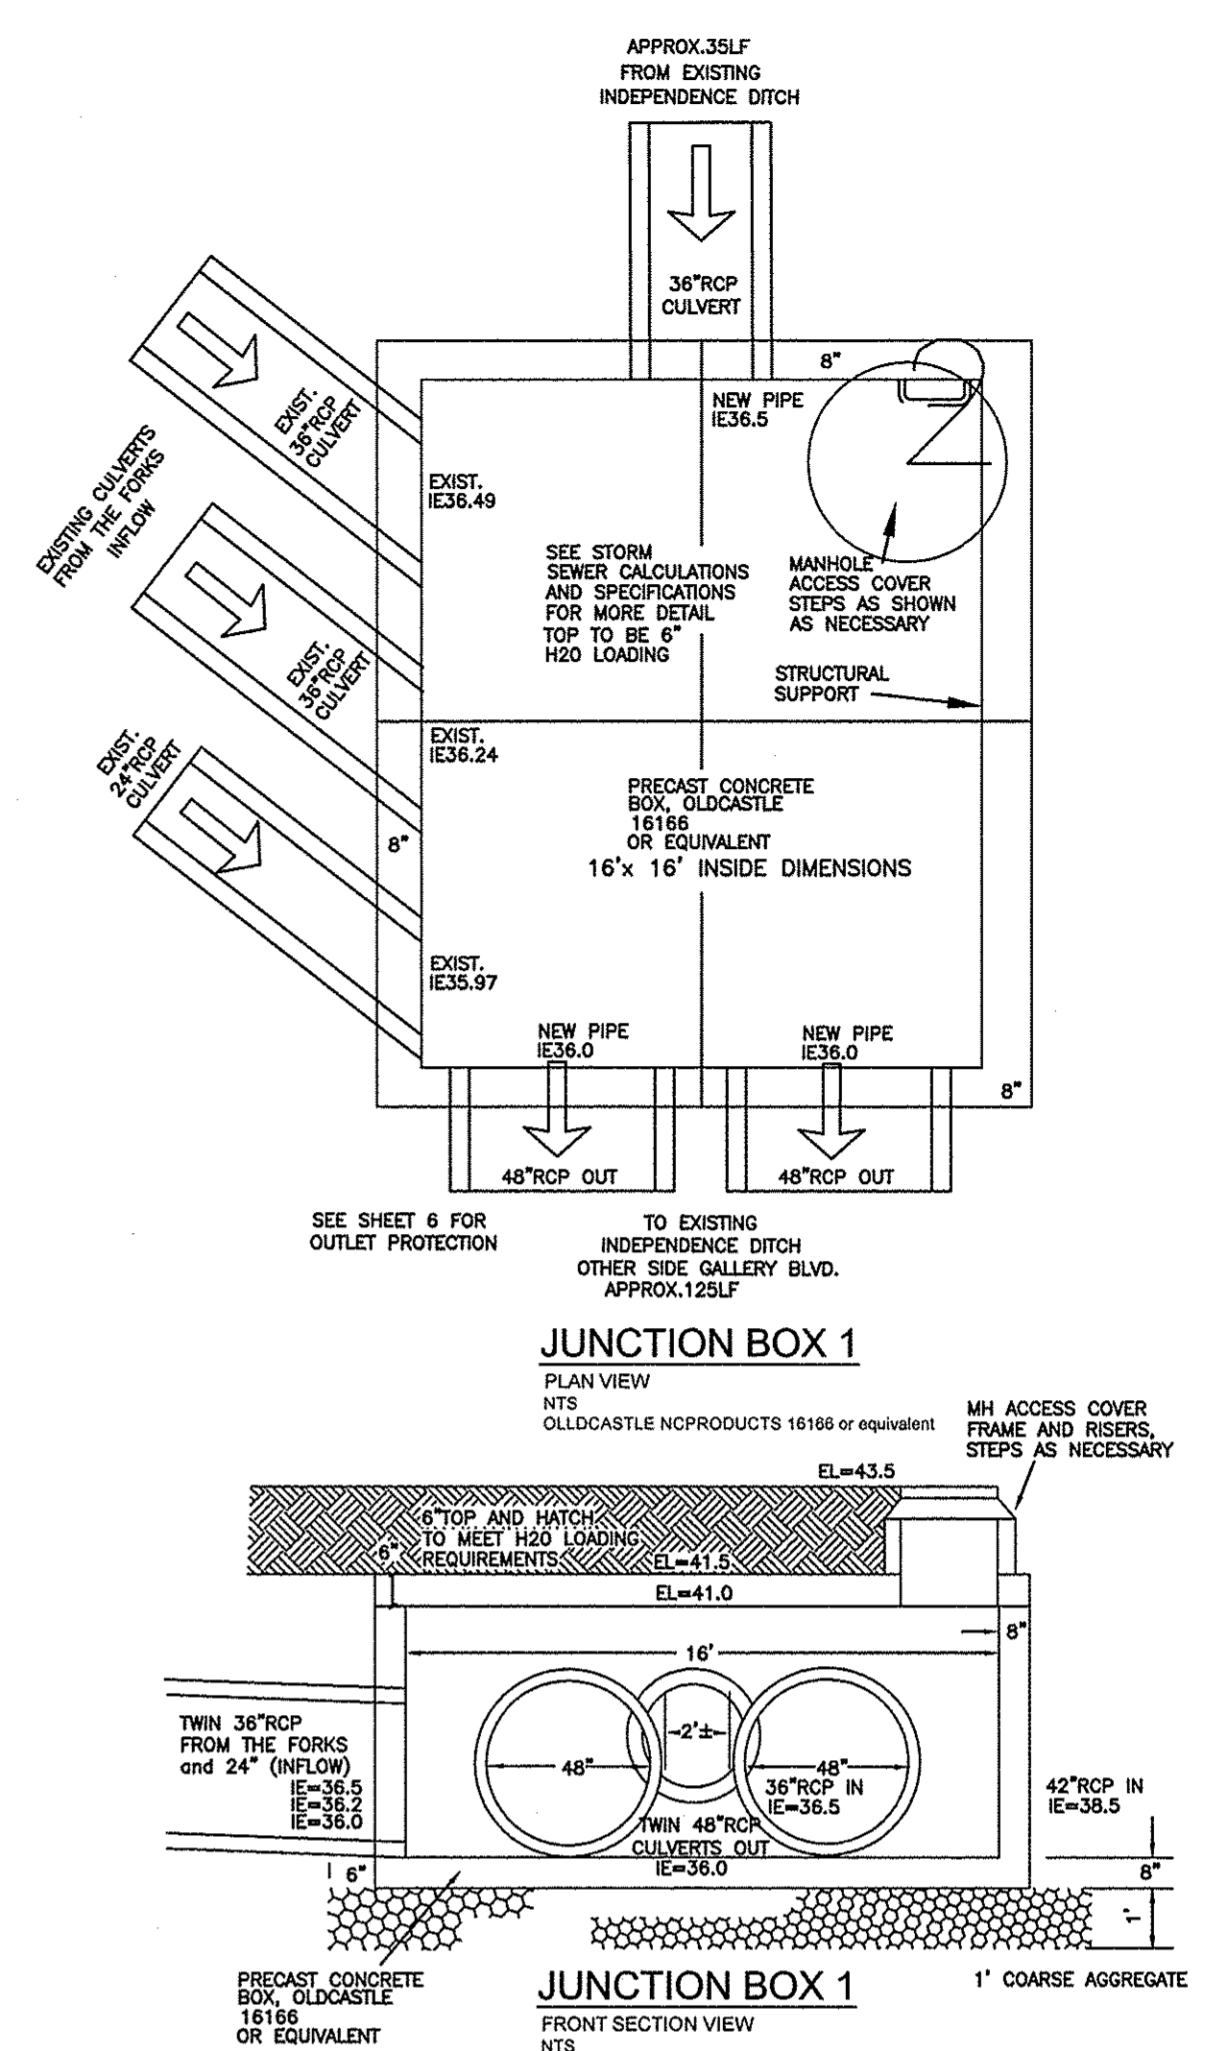 APPROX.35LF
FROM EXISTING
INDEPENDENCE DITCH
36"RCP
CULVERT
8"
NEW PIPE
IE36.5
EXIST.
36"RCP
CULVERT
EXISTING CULVERTS
FROM THE FORKS
INFLOW
EXIST.
IE36.49
SEE STORM
SEWER CALCULATIONS
AND SPECIFICATIONS
FOR MORE DETAIL
TOP TO BE 6"
H20 LOADING
MANHOLE
ACCESS COVER
STEPS AS SHOWN
AS NECESSARY
STRUCTURAL
SUPPORT
EXIST.
36"RCP
CULVERT
EXIST.
24"RCP
CULVERT
EXIST.
IE36.24
PRECAST CONCRETE
BOX, OLDCASTLE
16166
OR EQUIVALENT
16'x 16' INSIDE DIMENSIONS
8"
EXIST.
IE35.97
NEW PIPE
IE36.0
NEW PIPE
IE36.0
8"
48"RCP OUT
48"RCP OUT
SEE SHEET 6 FOR
OUTLET PROTECTION
TO EXISTING
INDEPENDENCE DITCH
OTHER SIDE GALLERY BLVD.
APPROX.125LF
JUNCTION BOX 1
PLAN VIEW
NTS
OLLDCASTLE NCPRODUCTS 16166 or equivalent
MH ACCESS COVER
FRAME AND RISERS,
STEPS AS NECESSARY
EL=43.5
6"TOP AND HATCH
TO MEET H20 LOADING
REQUIREMENTS
6"
EL=41.5
EL=41.0
8"
16'
TWIN 36"RCP
FROM THE FORKS
and 24" (INFLOW)
IE=36.5
IE=36.2
IE=36.0
2'±
48"
48"
36"RCP IN
IE=36.5
42"RCP IN
IE=38.5
TWIN 48"RCP
CULVERTS OUT
IE=36.0
6"
8"
1'
PRECAST CONCRETE
BOX, OLDCASTLE
16166
OR EQUIVALENT
JUNCTION BOX 1
FRONT SECTION VIEW
NTS
1' COARSE AGGREGATE